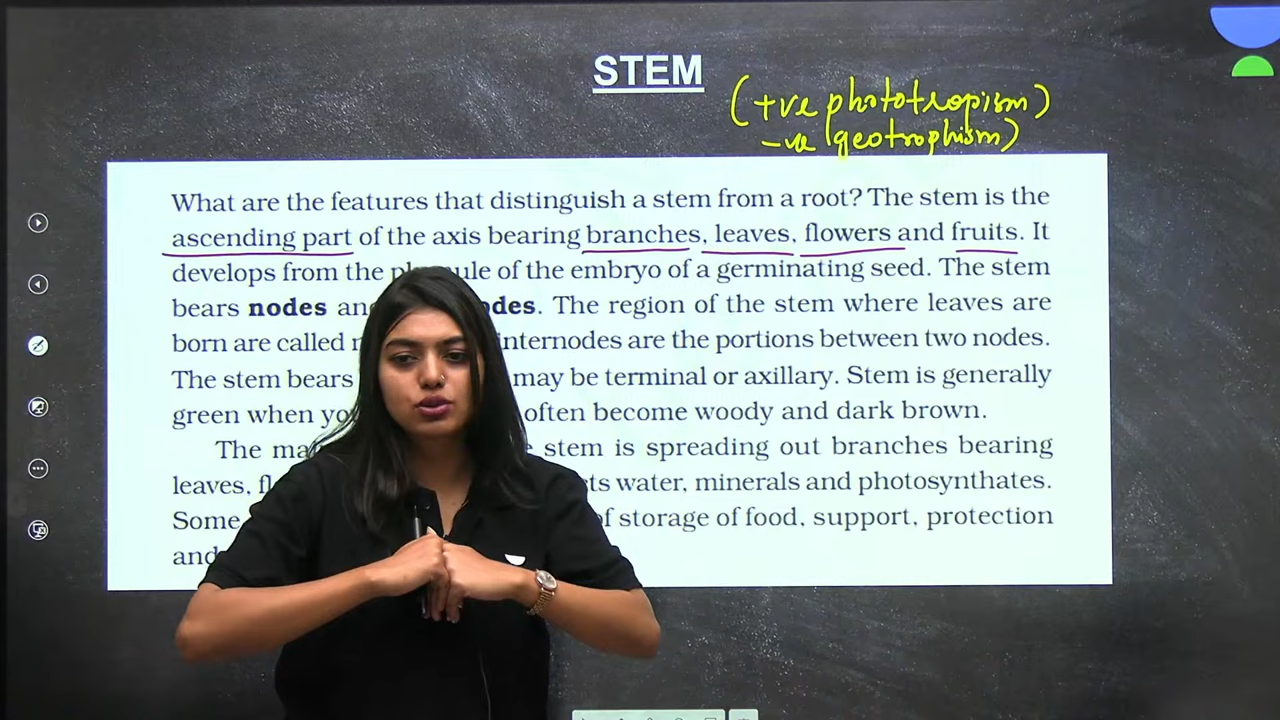 STEM
(+ve phototropism)
-ve (geotrophism)
What are the features that distinguish a stem from a root? The stem is the
ascending part of the axis bearing branches, leaves, flowers and fruits. It
develops from the of the embryo of a germinating seed. The stem
bears nodes . The region of the stem where leaves are
born are called internodes are the portions between two nodes.
The stem bears may be terminal or axillary. Stem is generally
green when often become woody and dark brown.
The stem is spreading out branches bearing
leaves, water, minerals and photosynthates.
Some of storage of food, support, protection
and